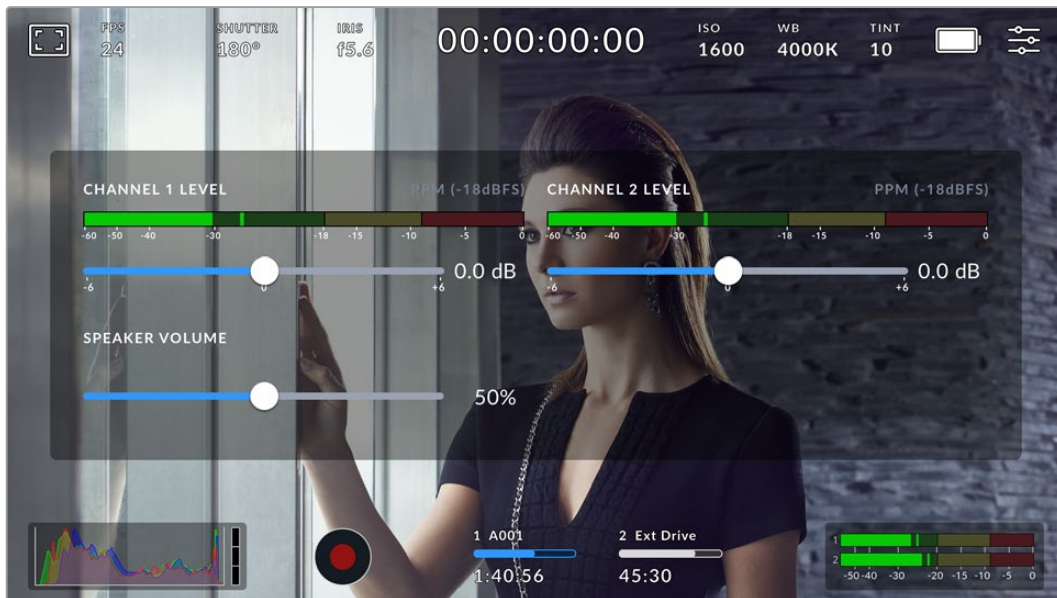 FPS SHUTTER IRIS 00:00:00:00 ISO WB TINT
24 180° f5.6 1600 4000K 10
CHANNEL 1 LEVEL PPM (-18dBFS) CHANNEL 2 LEVEL PPM (-18dBFS)
-60 -50 -40 -30 -18 -15 -10 -5 0 -60 -50 -40 -30 -18 -15 -10 -5 0
0.0 dB 0.0 dB
-6 0 +6 -6 0 +6
SPEAKER VOLUME
50%
1 A001 2 Ext Drive
1:40:56 45:30
1
2
-50 -40 -30 -20 -15 -10 -5 0